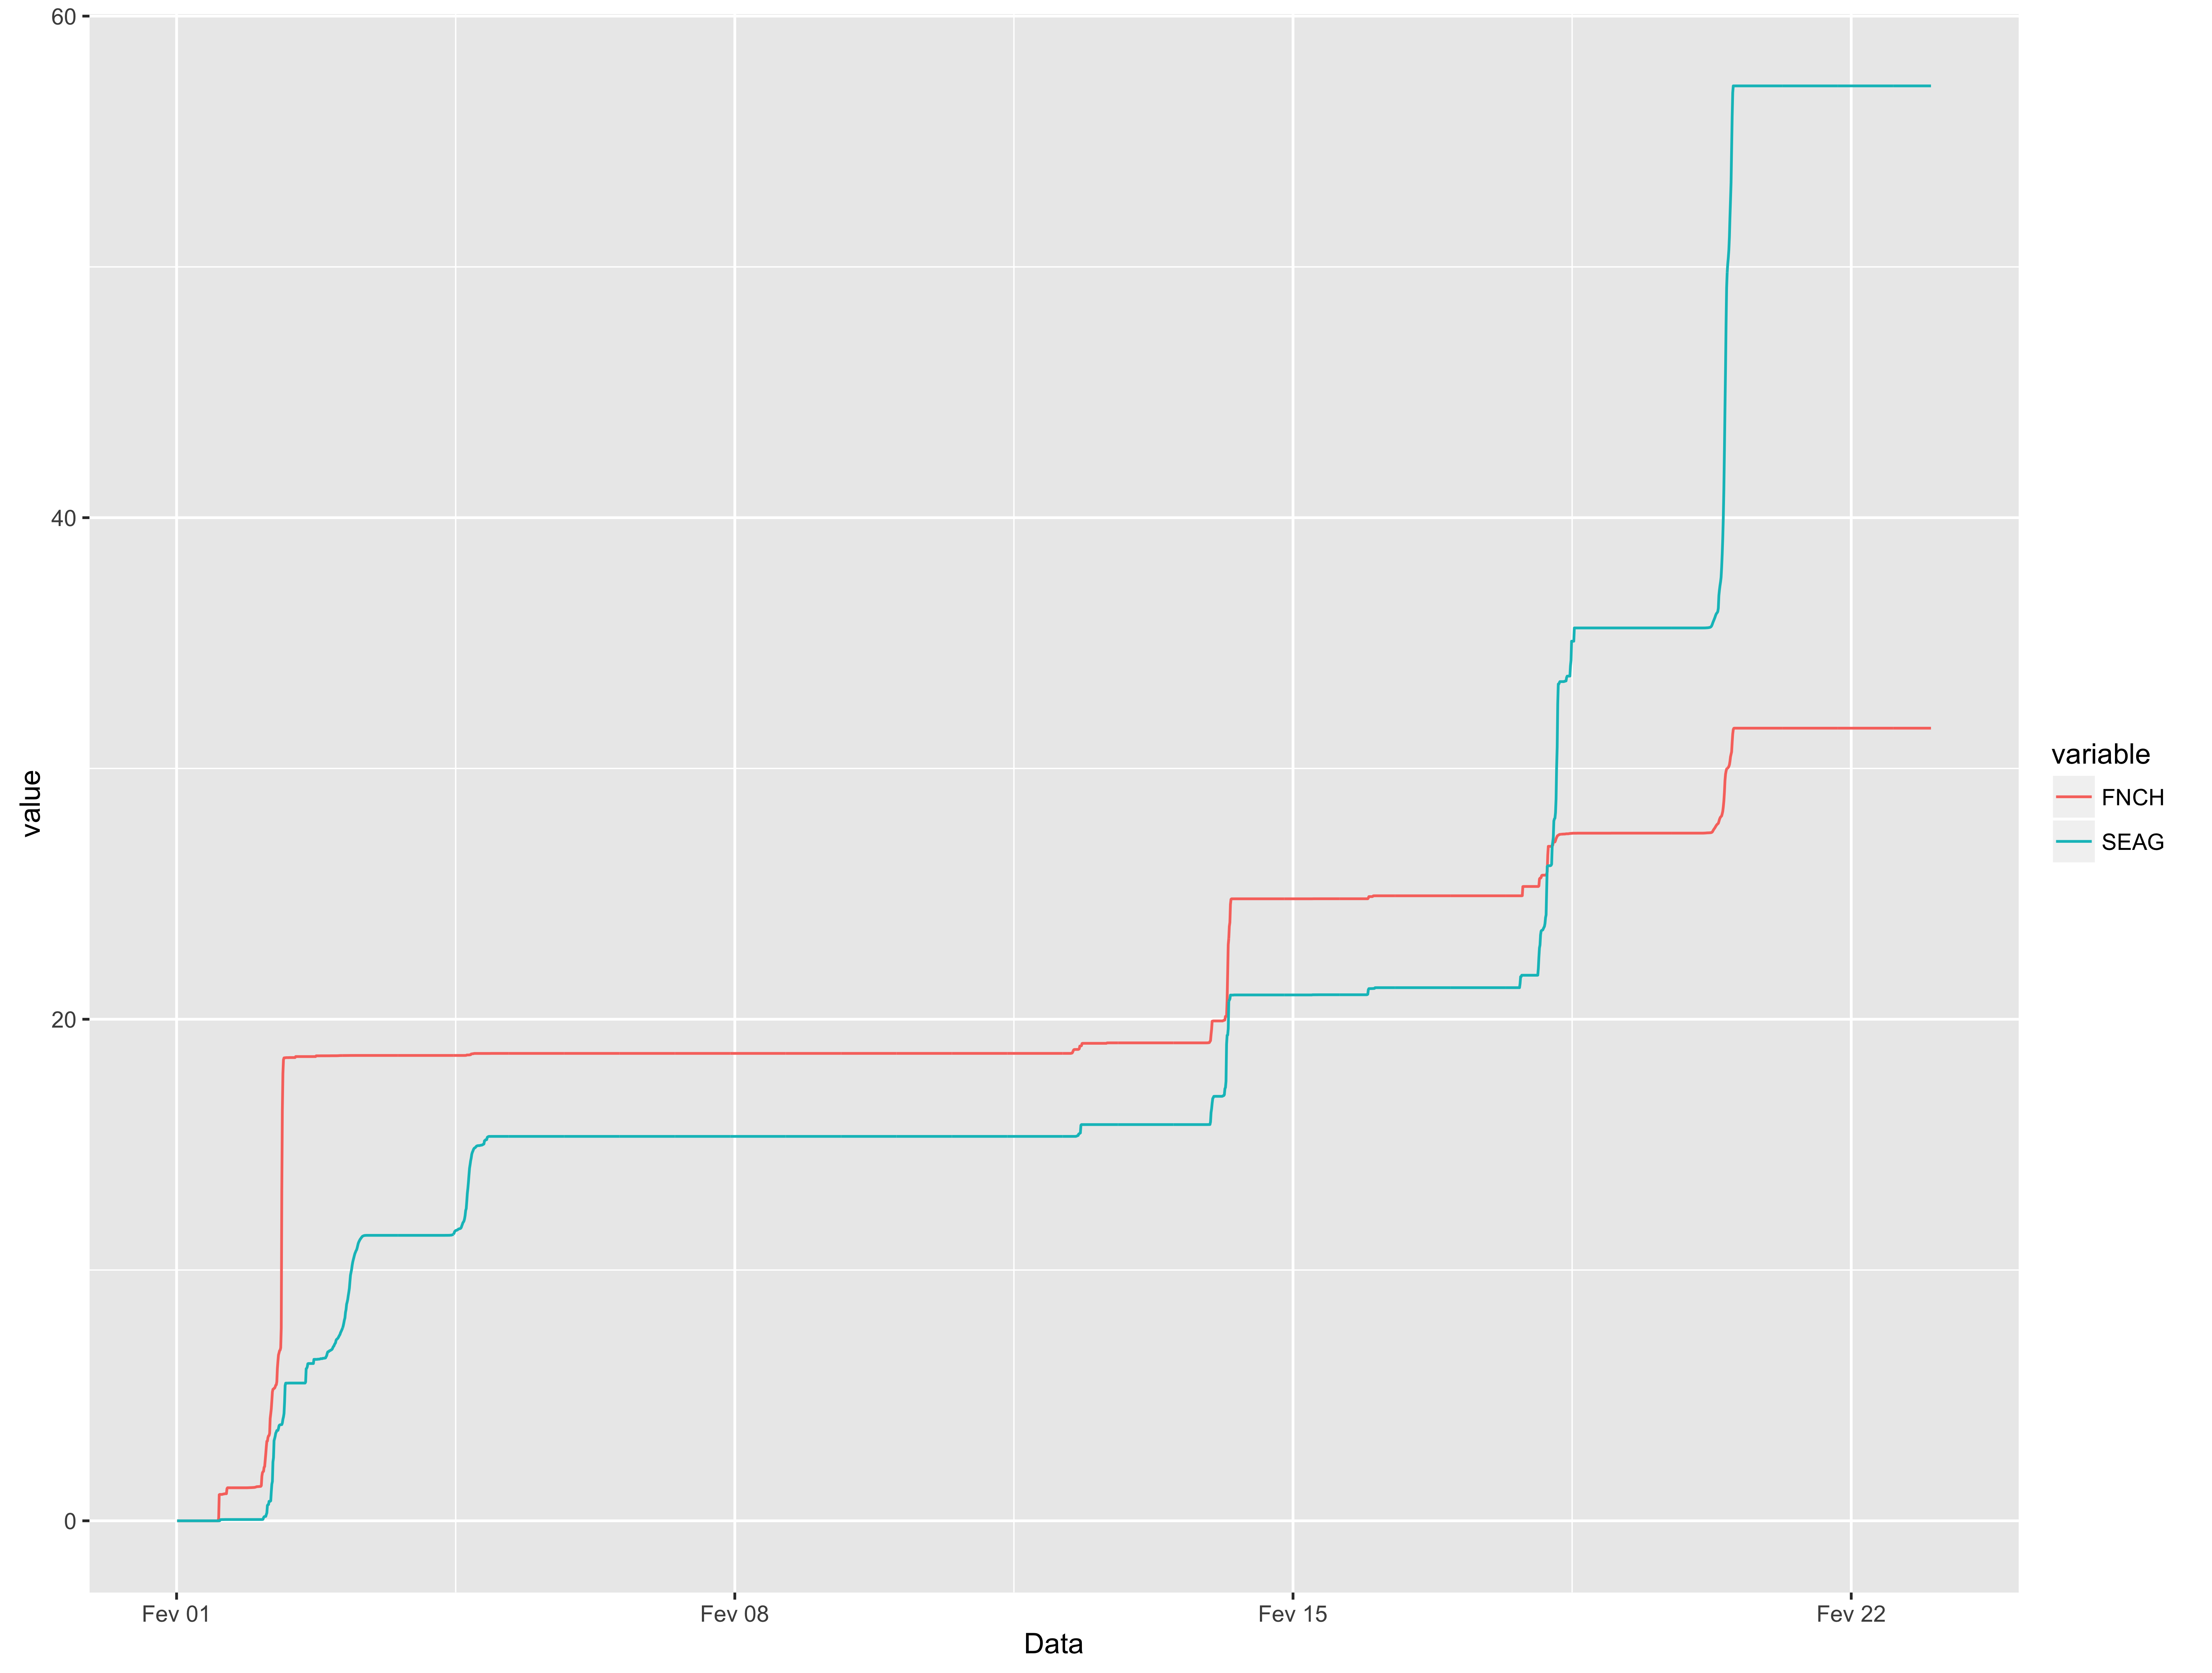 60
40
20
0
value
Fev 01
Fev 08
Fev 15
Fev 22
Data
variable
FNCH
SEAG